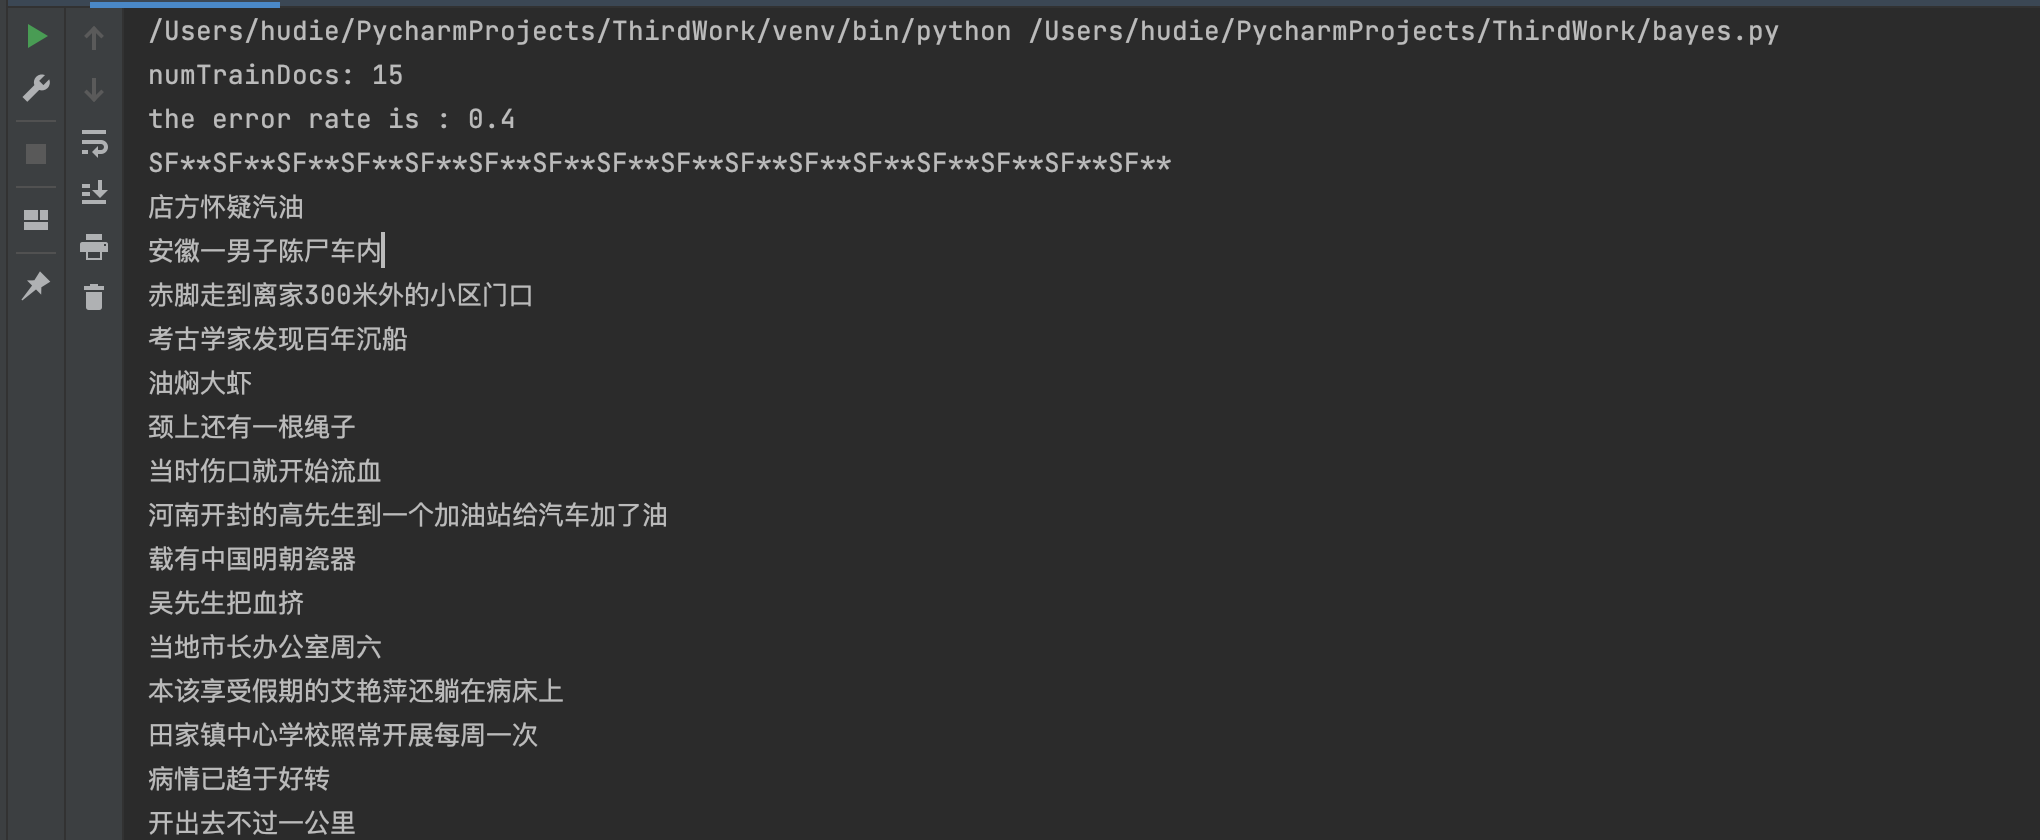 /Users/hudie/PycharmProjects/ThirdWork/venv/bin/python /Users/hudie/PycharmProjects/ThirdWork/bayes.py
numTrainDocs: 15
the error rate is : 0.4
SF**SF**SF**SF**SF**SF**SF**SF**SF**SF**SF**SF**SF**SF**SF**SF**
店方怀疑汽油
安徽一男子陈尸车内
赤脚走到离家300米外的小区门口
考古学家发现百年沉船
油焖大虾
颈上还有一根绳子
当时伤口就开始流血
河南开封的高先生到一个加油站给汽车加了油
载有中国明朝瓷器
吴先生把血挤
当地市长办公室周六
本该享受假期的艾艳萍还躺在病床上
田家镇中心学校照常开展每周一次
病情已趋于好转
开出去不过一公里